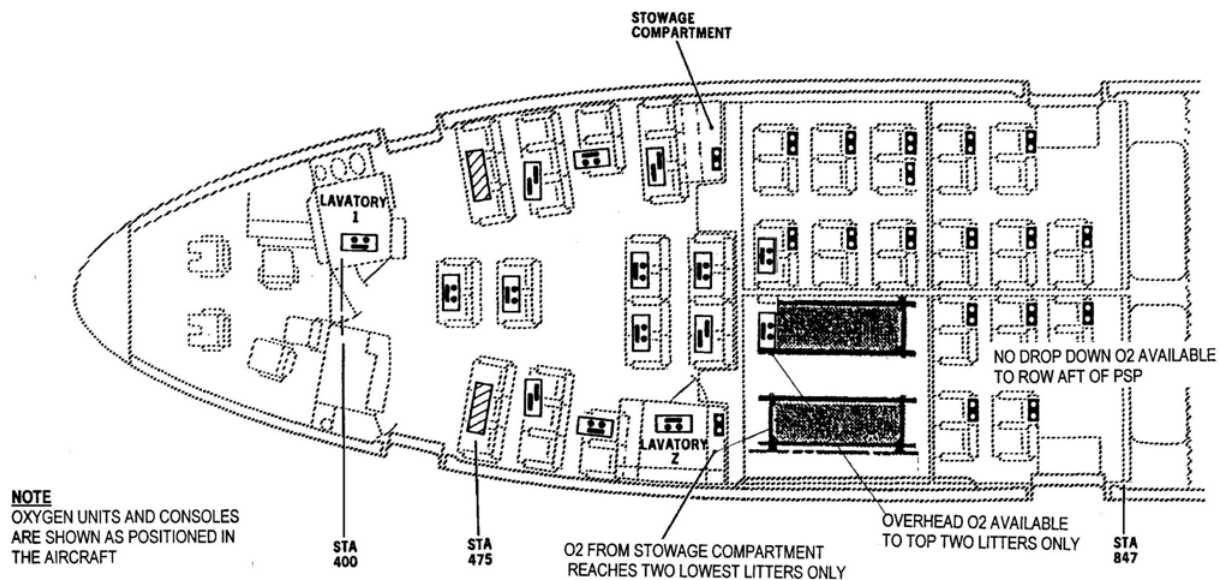 STOWAGE
COMPARTMENT
LAVATORY
1
NO DROP DOWN O2 AVAILABLE
TO ROW AFT OF PSP
LAVATORY
Z
NOTE
OXYGEN UNITS AND CONSOLES
ARE SHOWN AS POSITIONED IN
THE AIRCRAFT
STA
400
STA
475
O2 FROM STOWAGE COMPARTMENT
REACHES TWO LOWEST LITTERS ONLY
OVERHEAD O2 AVAILABLE
TO TOP TWO LITTERS ONLY
STA
847